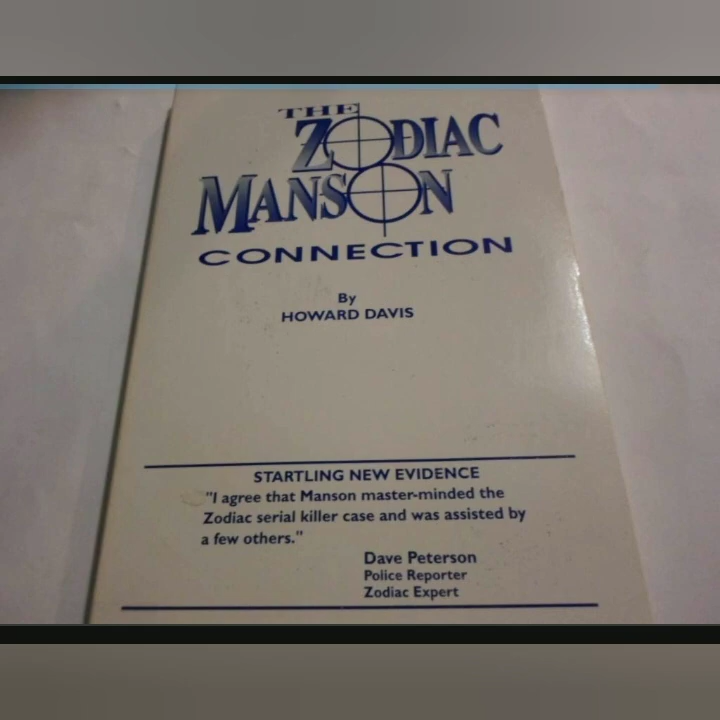 THE
ZODIAC
MANSON
CONNECTION
By
HOWARD DAVIS
STARTLING NEW EVIDENCE
"I agree that Manson master-minded the
Zodiac serial killer case and was assisted by
a few others."
Dave Peterson
Police Reporter
Zodiac Expert